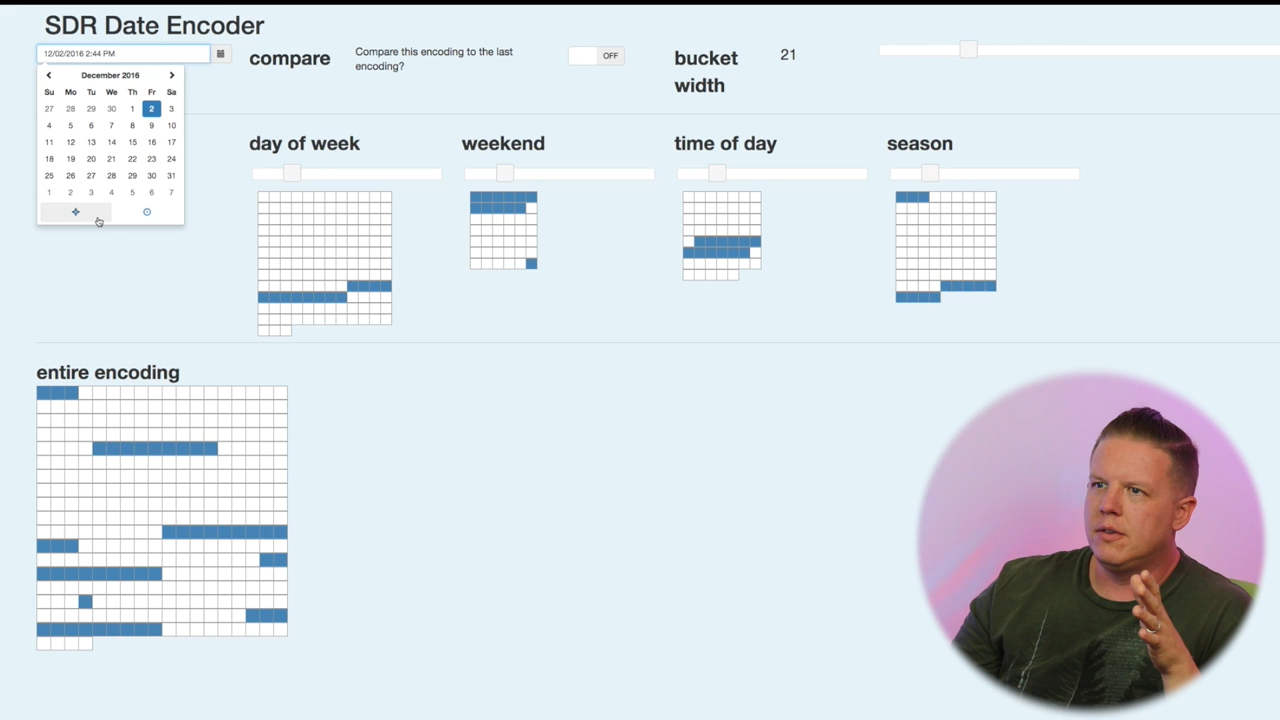 SDR Date Encoder
12/02/2016 2:44 PM
compare
Compare this encoding to the last
encoding?
OFF
bucket
width
21
December 2016
Su Mo Tu We Th Fr Sa
27 28 29 30 1 2 3
4 5 6 7 8 9 10
11 12 13 14 15 16 17
18 19 20 21 22 23 24
25 26 27 28 29 30 31
1 2 3 4 5 6 7
day of week
weekend
time of day
season
entire encoding